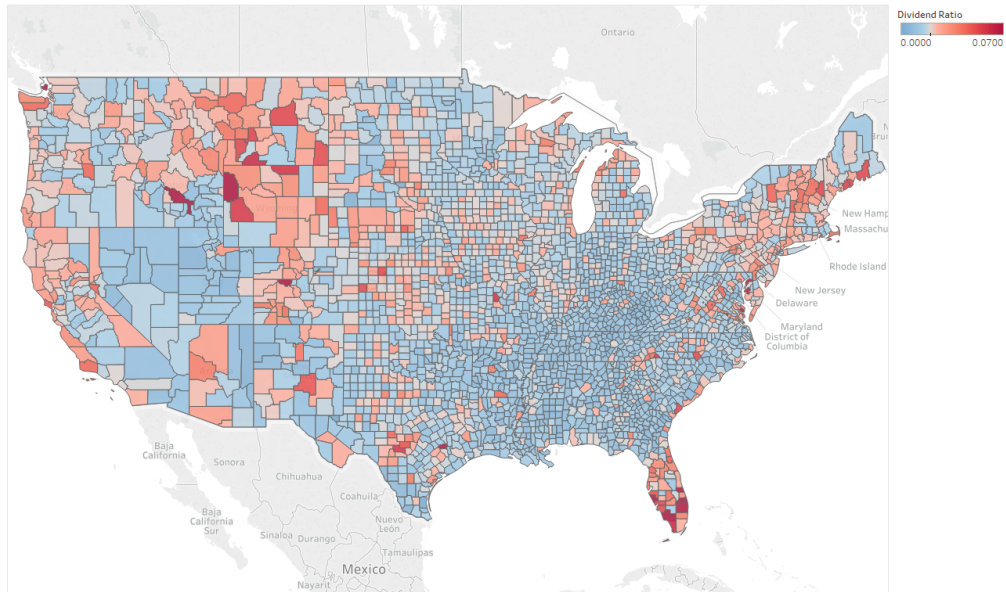 Dividend Ratio
0.0000 0.0700
Ontario
New Hamp
Massachu
Rhode Island
New Jersey
Delaware
Maryland
District of
Columbia
Baja
California
Sonora
Chihuahua
Coahuila
Baja
California
Sur
Nuevo
León
Sinaloa
Durango
Tamaulipas
Mexico
Nayarit